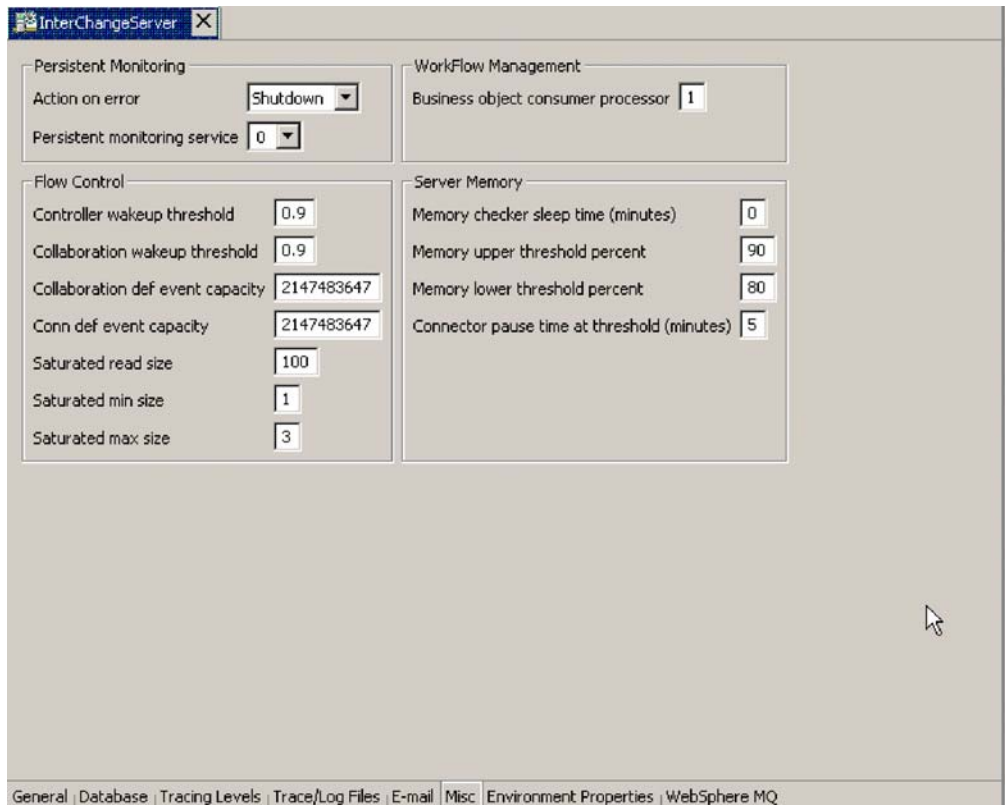 InterChangeServer
Persistent Monitoring
Action on error Shutdown
Persistent monitoring service 0
WorkFlow Management
Business object consumer processor 1
Flow Control
Controller wakeup threshold 0.9
Collaboration wakeup threshold 0.9
Collaboration def event capacity 2147483647
Conn def event capacity 2147483647
Saturated read size 100
Saturated min size 1
Saturated max size 3
Server Memory
Memory checker sleep time (minutes) 0
Memory upper threshold percent 90
Memory lower threshold percent 80
Connector pause time at threshold (minutes) 5
General Database Tracing Levels Trace/Log Files E-mail Misc Environment Properties WebSphere MQ